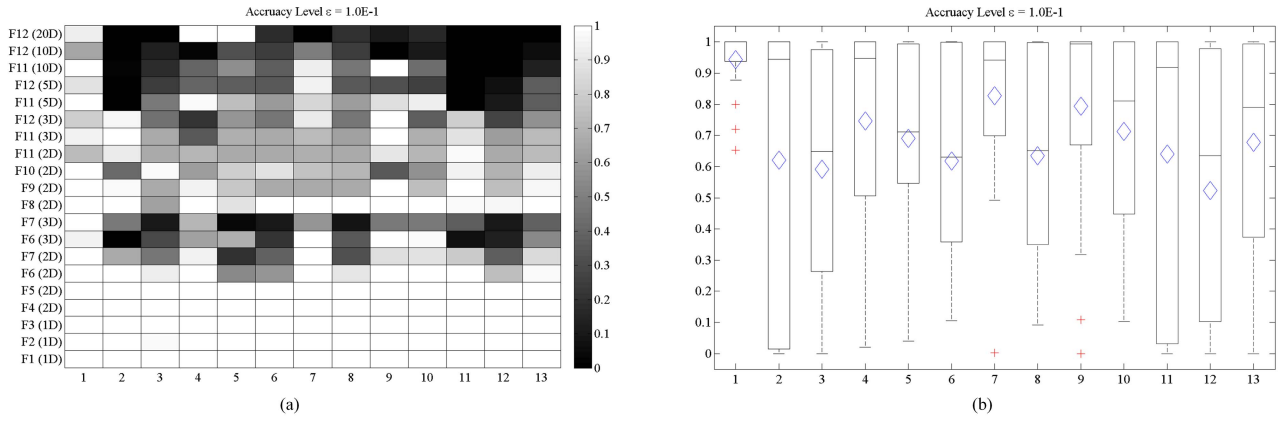 Accruacy Level ε = 1.0E-1
F12 (20D)
F12 (10D)
F11 (10D)
F12 (5D)
F11 (5D)
F12 (3D)
F11 (3D)
F11 (2D)
F10 (2D)
F9 (2D)
F8 (2D)
F7 (3D)
F6 (3D)
F7 (2D)
F6 (2D)
F5 (2D)
F4 (2D)
F3 (1D)
F2 (1D)
F1 (1D)
1 2 3 4 5 6 7 8 9 10 11 12 13
1
0.9
0.8
0.7
0.6
0.5
0.4
0.3
0.2
0.1
0
(a)
Accruacy Level ε = 1.0E-1
1
0.9
0.8
0.7
0.6
0.5
0.4
0.3
0.2
0.1
0
1 2 3 4 5 6 7 8 9 10 11 12 13
(b)